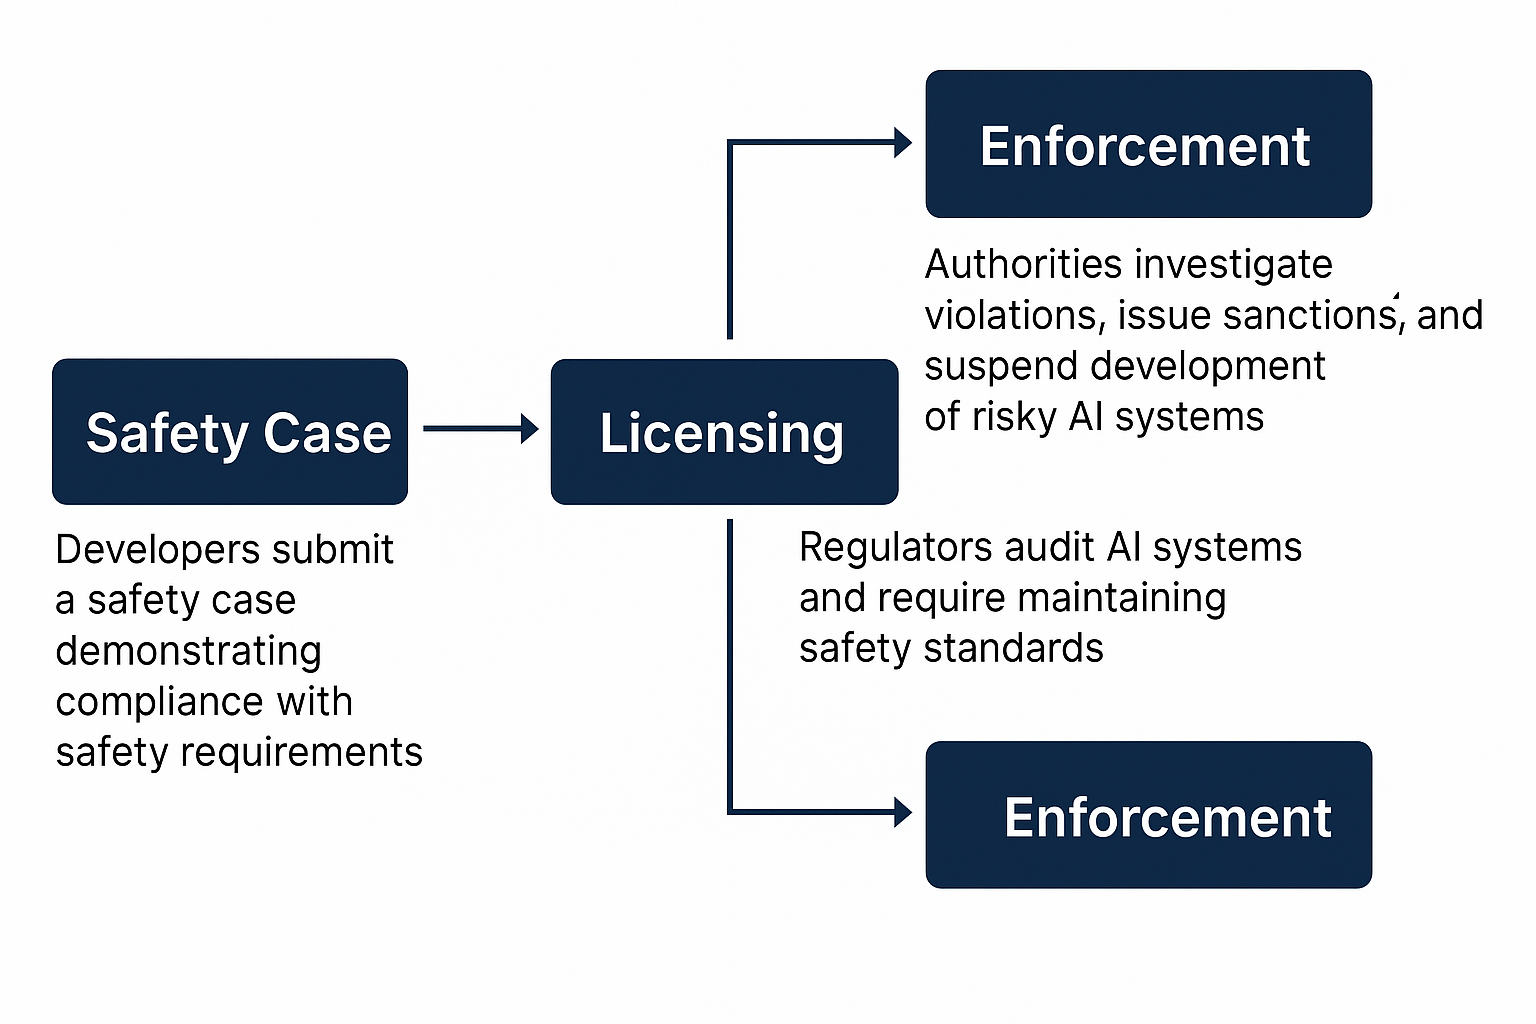 Enforcement
Authorities investigate
violations, issue sanctions, and
suspend development
of risky AI systems
Safety Case
Licensing
Developers submit
a safety case
demonstrating
compliance with
safety requirements
Regulators audit AI systems
and require maintaining
safety standards
Enforcement